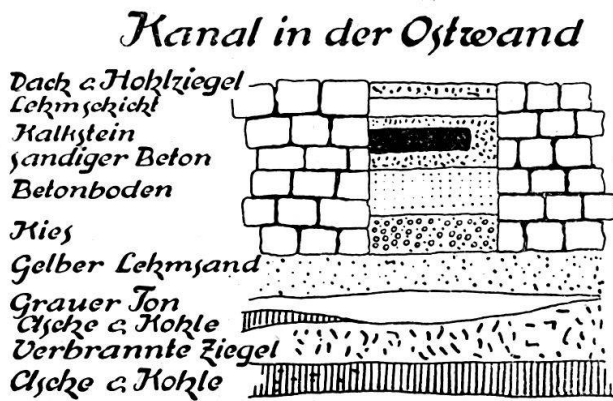 Kanal in der Ostwand
Dach c. Hohlziegel
Lehmschicht
Kalkstein
sandiger Beton
Betonboden
Kies
Gelber Lehmsand
Grauer Ton
Asche c. Kohle
Verbrannte Ziegel
Asche c. Kohle